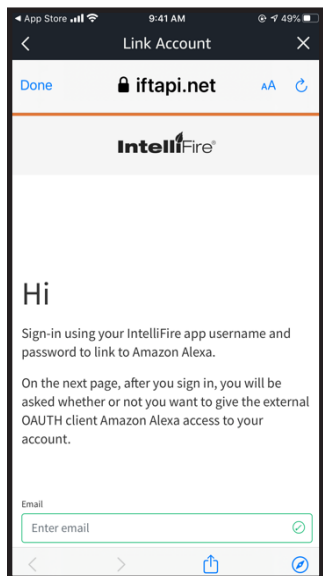 App Store 9:41 AM 49%
Link Account
Done iftapi.net AA
IntelliFire®
Hi
Sign-in using your IntelliFire app username and
password to link to Amazon Alexa.
On the next page, after you sign in, you will be
asked whether or not you want to give the external
OAUTH client Amazon Alexa access to your
account.
Email
Enter email